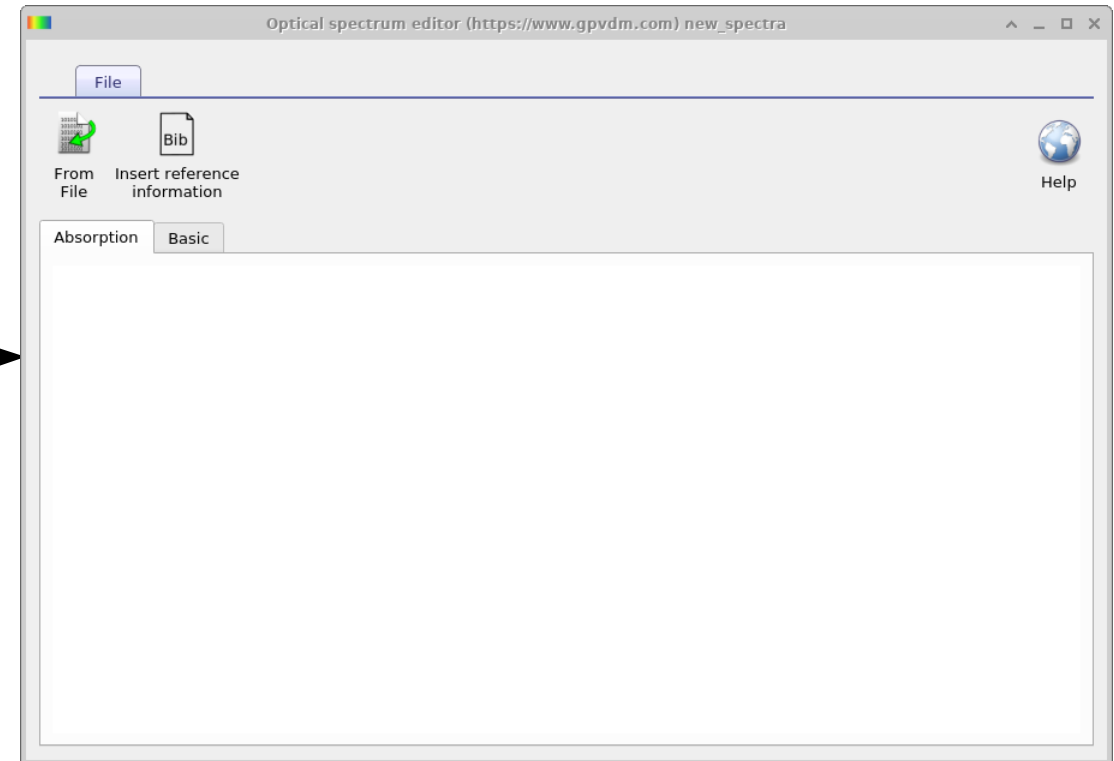 Optical spectrum editor (https://www.gpvdm.com) new_spectra
File
Bib
From
File
Insert reference
information
Help
Absorption
Basic